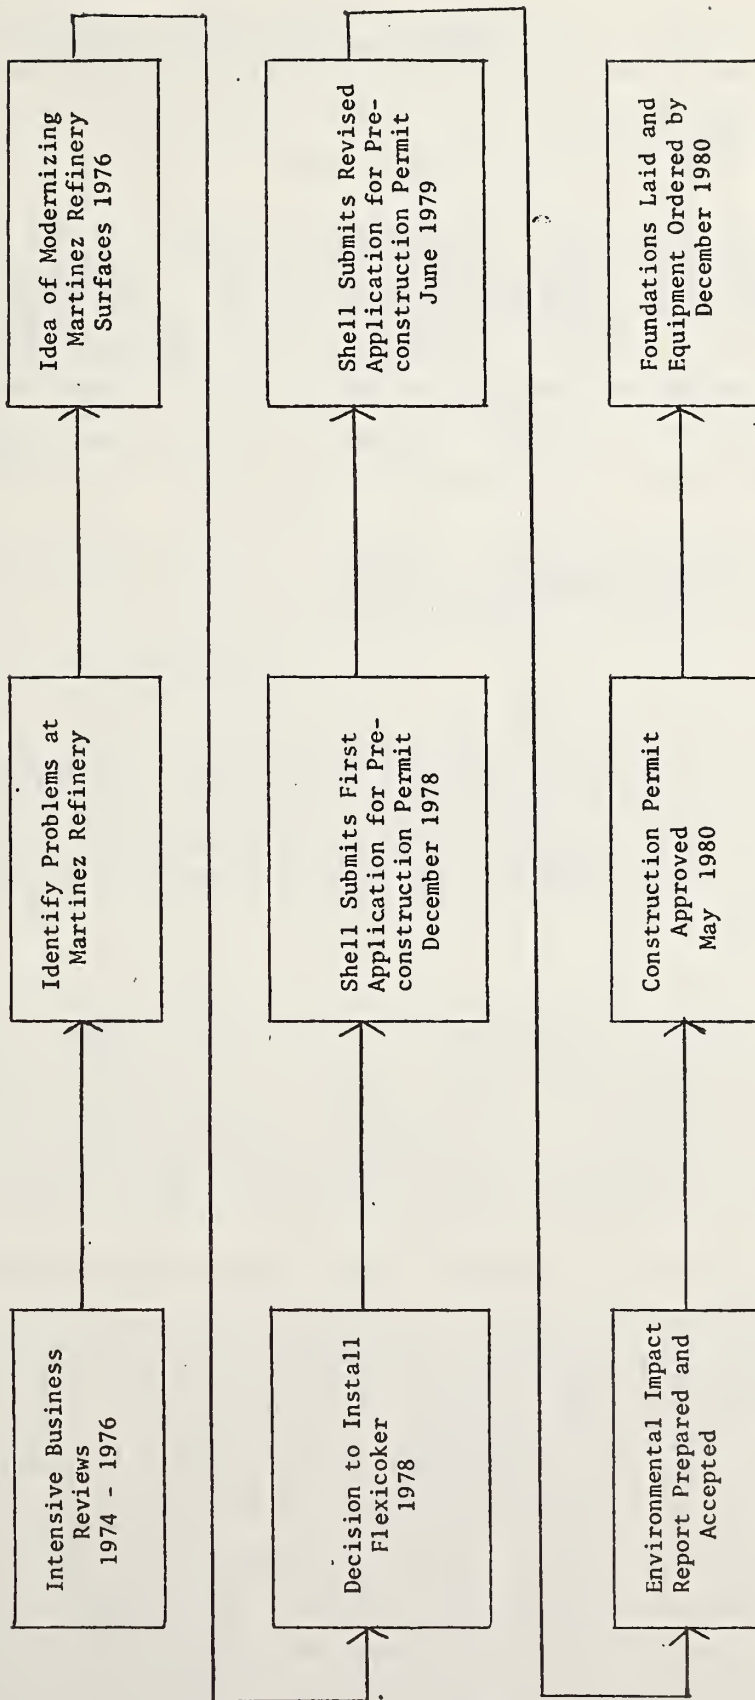 Intensive Business
Reviews
1974 - 1976
Identify Problems at
Martinez Refinery
Idea of Modernizing
Martinez Refinery
Surfaces 1976
Decision to Install
Flexicoker
1978
Shell Submits First
Application for Pre-
construction Permit
December 1978
Shell Submits Revised
Application for Pre-
construction Permit
June 1979
Environmental Impact
Report Prepared and
Accepted
Construction Permit
Approved
May 1980
Foundations Laid and
Equipment Ordered by
December 1980